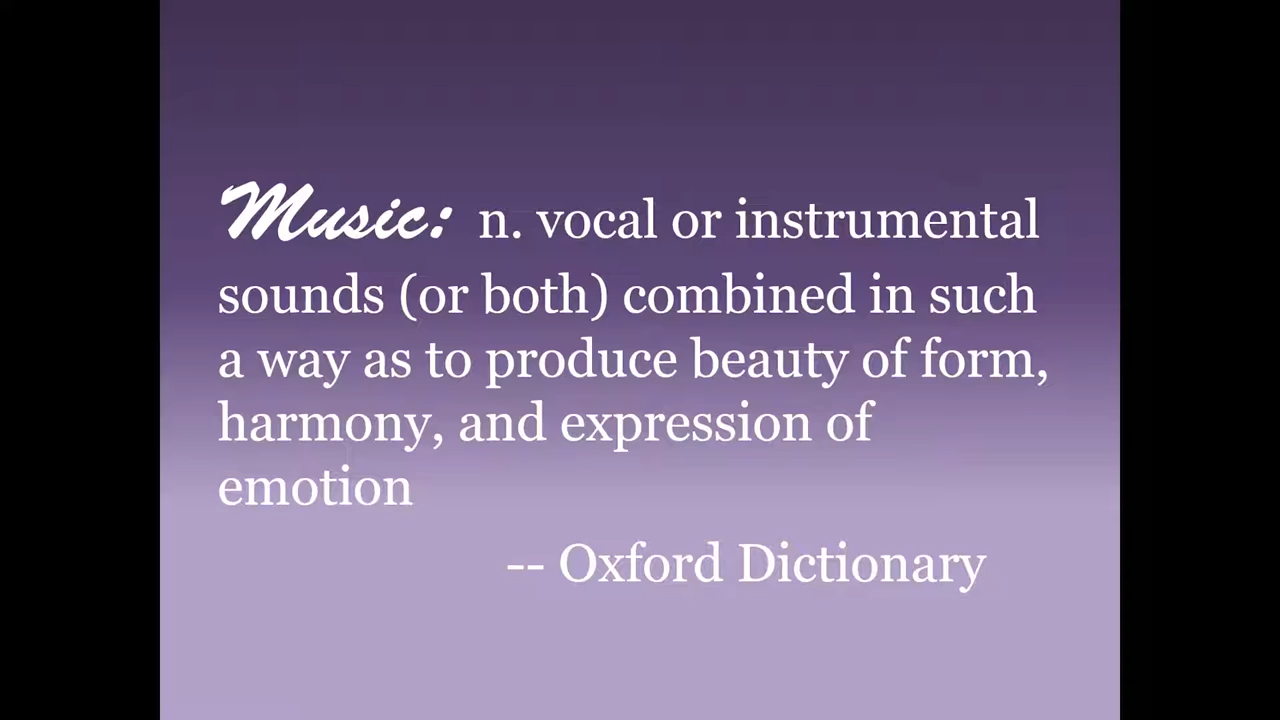 Music: n. vocal or instrumental
sounds (or both) combined in such
a way as to produce beauty of form,
harmony, and expression of
emotion
-- Oxford Dictionary